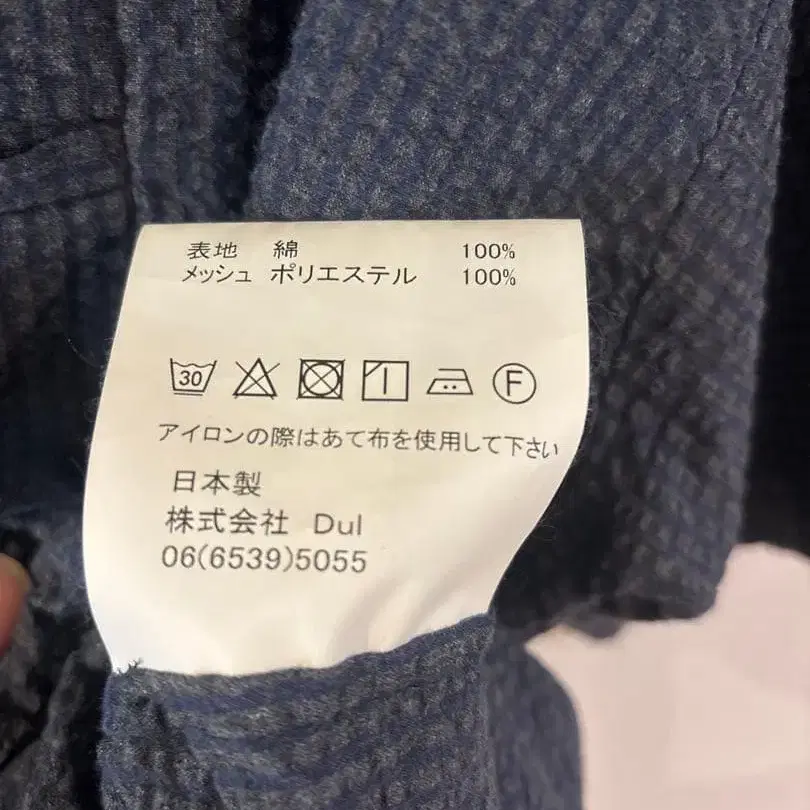 表地 綿 100%
メッシュ ポリエステル 100%
30 F
アイロンの際はあて布を使用して下さい
日本製
株式会社 Dul
06(6539)5055